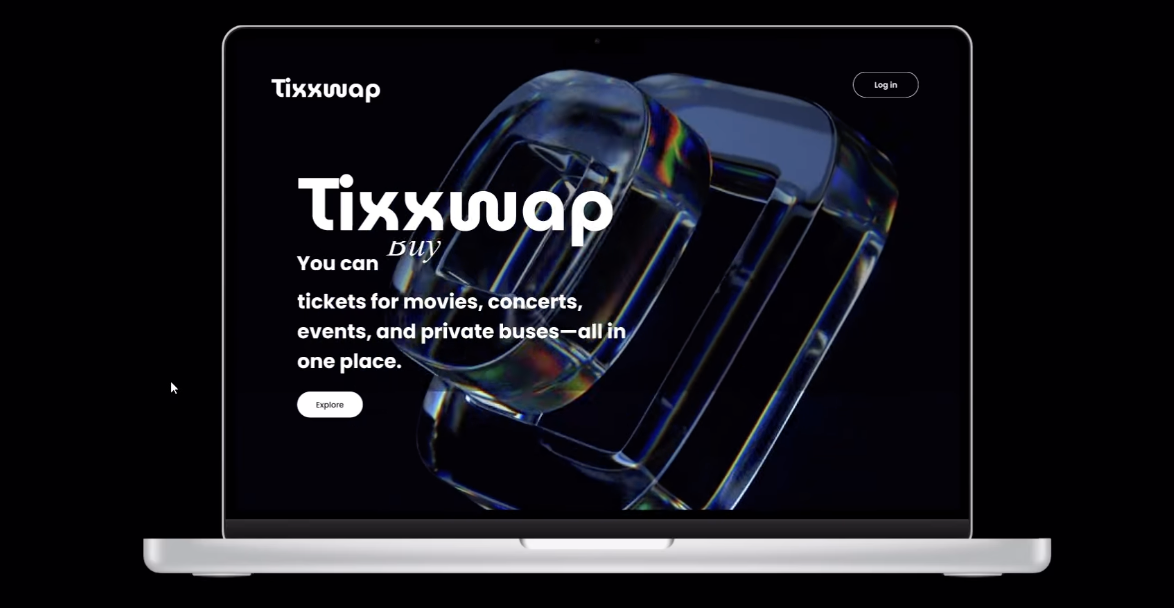 Tixxwap
Log in
Tixxwap
You can Buy
tickets for movies, concerts,
events, and private buses—all in
one place.
Explore